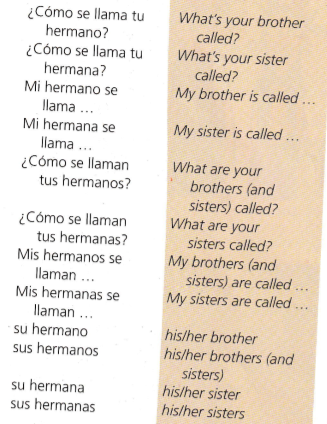 ¿Cómo se llama tu
hermano?
¿Cómo se llama tu
hermana?
Mi hermano se
llama …
Mi hermana se
llama …
¿Cómo se llaman
tus hermanos?
¿Cómo se llaman
tus hermanas?
Mis hermanos se
llaman …
Mis hermanas se
llaman …
su hermano
sus hermanos
su hermana
sus hermanas
What's your brother
called?
What's your sister
called?
My brother is called …
My sister is called …
What are your
brothers (and
sisters) called?
What are your
sisters called?
My brothers (and
sisters) are called …
My sisters are called …
his/her brother
his/her brothers (and
sisters)
his/her sister
his/her sisters